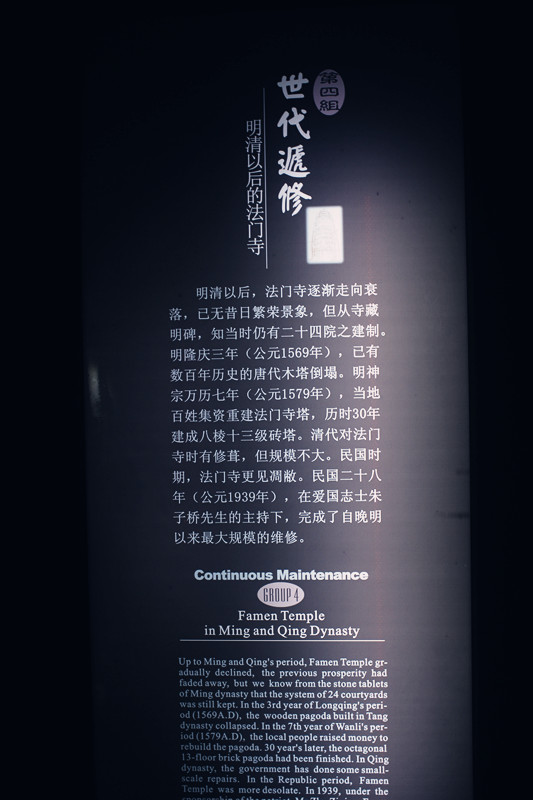 第四组
世代递修
明清以后的法门寺
明清以后，法门寺逐渐走向衰
落，已无昔日繁荣景象，但从寺藏
明碑，知当时仍有二十四院之建制。
明隆庆三年（公元1569年），已有
数百年历史的唐代木塔倒塌。明神
宗万历七年（公元1579年），当地
百姓集资重建法门寺塔，历时30年
建成八棱十三级砖塔。清代对法门
寺时有修葺，但规模不大。民国时
期，法门寺更见凋敝。民国二十八
年（公元1939年），在爱国志士朱
子桥先生的主持下，完成了自晚明
以来最大规模的维修。
Continuous Maintenance
GROUP 4
Famen Temple
in Ming and Qing Dynasty
Up to Ming and Qing's period, Famen Temple gr-
adually declined, the previous prosperity had
faded away, but we know from the stone tablets
of Ming dynasty that the system of 24 courtyards
was still kept. In the 3rd year of Longqing's peri-
od (1569A.D), the wooden pagoda built in Tang
dynasty collapsed. In the 7th year of Wanli's per-
iod (1579A.D), the local people raised money to
rebuild the pagoda. 30 year's later, the octagonal
13-floor brick pagoda had been finished. In Qing
dynasty, the government has done some small-
scale repairs. In the Republic period, Famen
Temple was more desolate. In 1939, under the